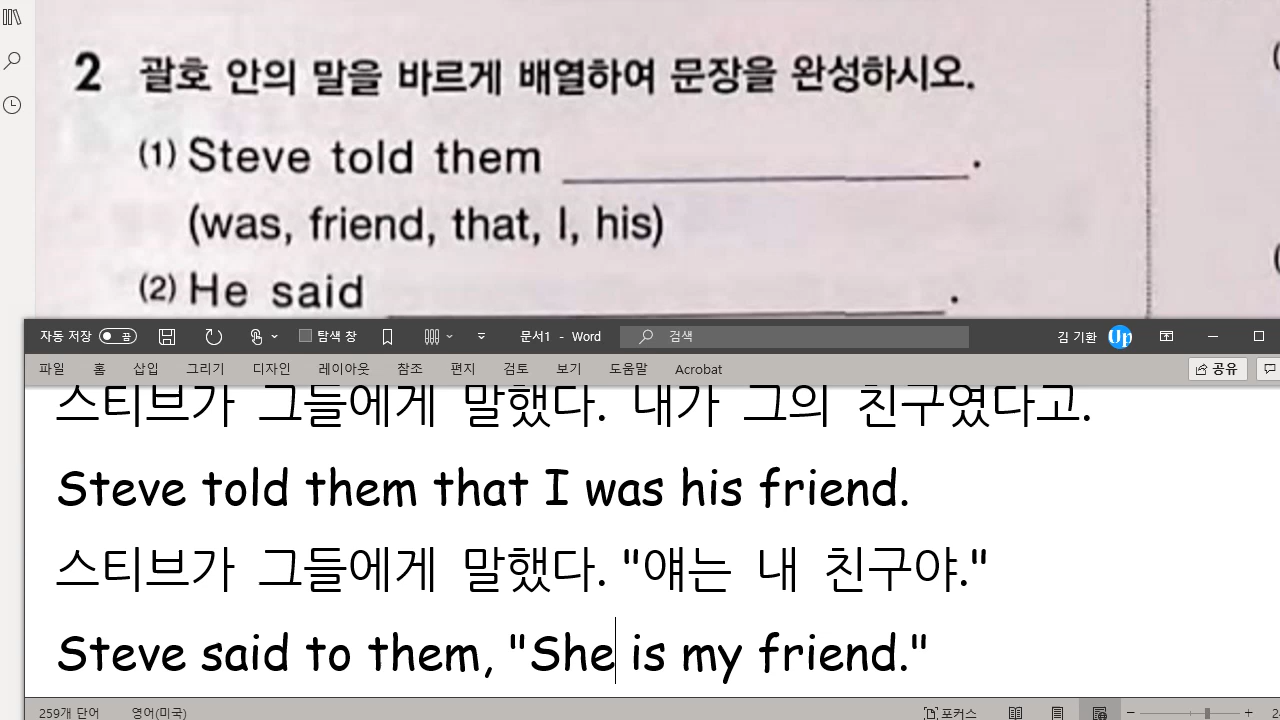 2 괄호 안의 말을 바르게 배열하여 문장을 완성하시오.
(1) Steve told them ____________.
(was, friend, that, I, his)
(2) He said ____________.
자동 저장 끔 탐색 창 문서1 - Word 검색 김 기환 Up
파일 홈 삽입 그리기 디자인 레이아웃 참조 편지 검토 보기 도움말 Acrobat 공유
스티브가 그들에게 말했다. 내가 그의 친구였다고.
Steve told them that I was his friend.
스티브가 그들에게 말했다. "얘는 내 친구야."
Steve said to them, "She is my friend."
259개 단어 영어(미국) 포커스